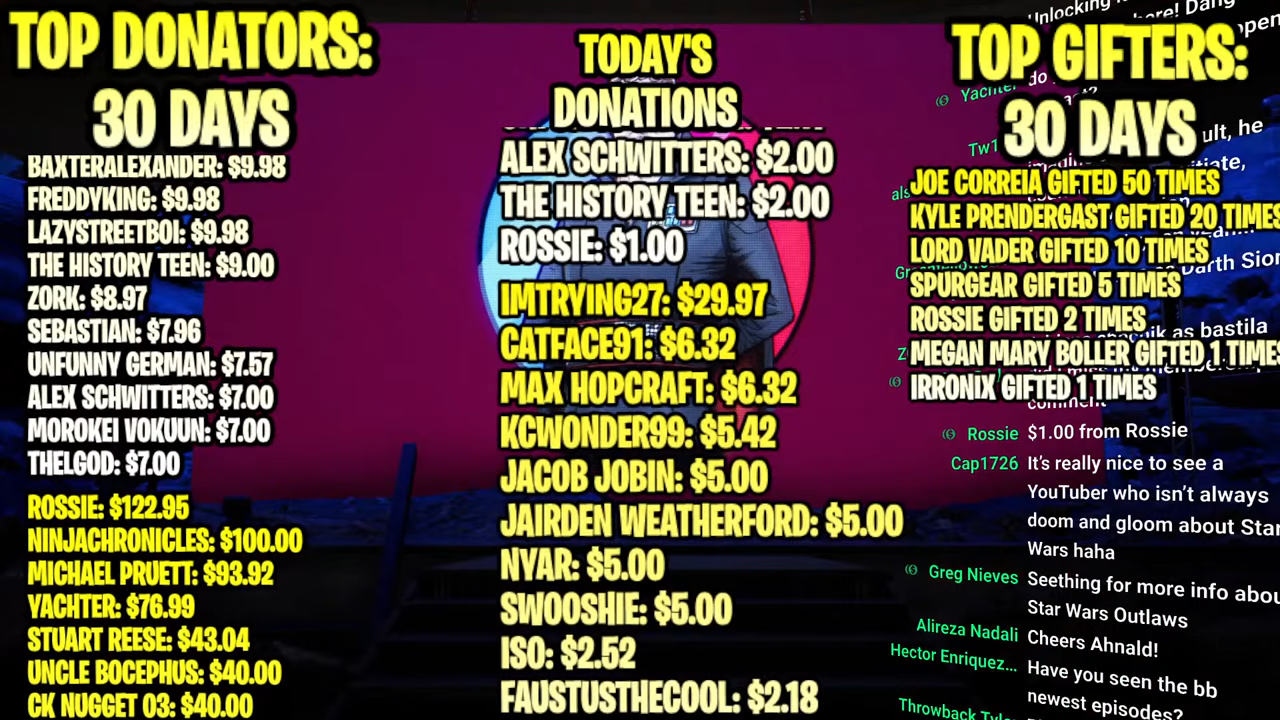 TOP DONATORS:
30 DAYS
BAXTERALEXANDER: $9.98
FREDDYKING: $9.98
LAZYSTREETBOI: $9.98
THE HISTORY TEEN: $9.00
ZORK: $8.97
SEBASTIAN: $7.96
UNFUNNY GERMAN: $7.57
ALEX SCHWITTERS: $7.00
MOROKEI VOKUUN: $7.00
THELGOD: $7.00
ROSSIE: $122.95
NINJACHRONICLES: $100.00
MICHAEL PRUETT: $93.92
YACHTER: $76.99
STUART REESE: $43.04
UNCLE BOCEPHUS: $40.00
CK NUGGET 03: $40.00
TODAY'S
DONATIONS
ALEX SCHWITTERS: $2.00
THE HISTORY TEEN: $2.00
ROSSIE: $1.00
IMTRYING27: $29.97
CATFACE91: $6.32
MAX HOPCRAFT: $6.32
KCWONDER99: $5.42
JACOB JOBIN: $5.00
JAIRDEN WEATHERFORD: $5.00
NYAR: $5.00
SWOOSHIE: $5.00
ISO: $2.52
FAUSTUSTHECOOL: $2.18
TOP GIFTERS:
30 DAYS
JOE CORREIA GIFTED 50 TIMES
KYLE PRENDERGAST GIFTED 20 TIMES
LORD VADER GIFTED 10 TIMES
SPURGEAR GIFTED 5 TIMES
ROSSIE GIFTED 2 TIMES
MEGAN MARY BOLLER GIFTED 1 TIMES
IRRONIX GIFTED 1 TIMES
Unlocking
Yachter do
as bastila
comment
Rossie $1.00 from Rossie
Cap1726 It's really nice to see a
YouTuber who isn't always
doom and gloom about Star
Wars haha
Greg Nieves Seething for more info abou
Star Wars Outlaws
Alireza Nadali Cheers Ahnald!
Hector Enriquez... Have you seen the bb
newest episodes?
Throwback